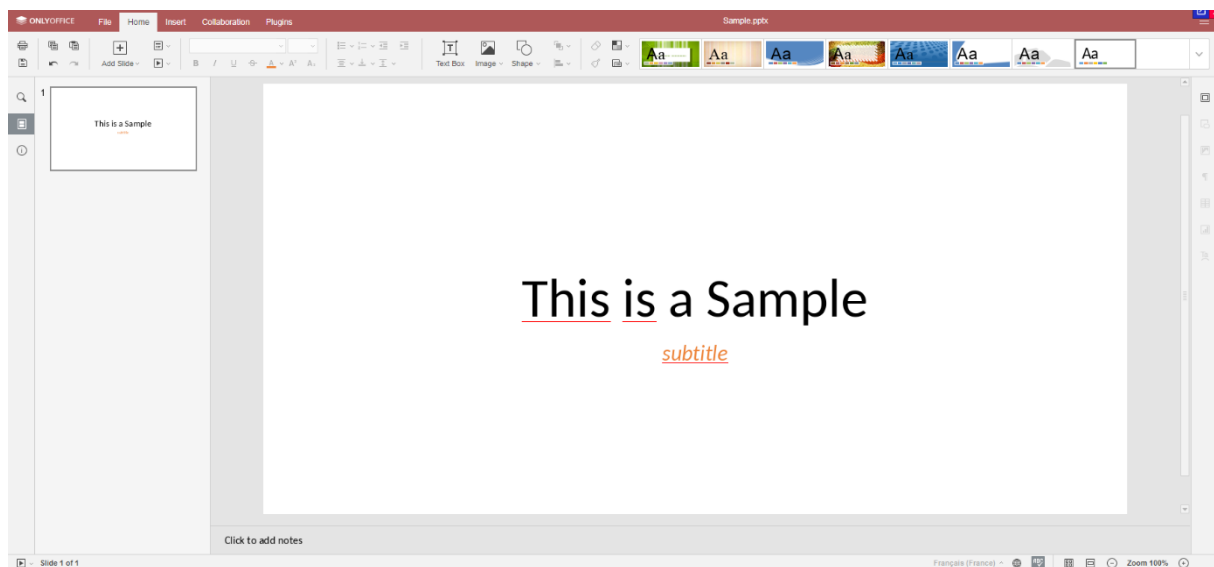 ONLYOFFICE File Home Insert Collaboration Plugins Sample.pptx
Add Slide Text Box Image Shape
B I U S A A A
Aa Aa Aa Aa Aa Aa Aa Aa
1
This is a Sample
subtitle
This is a Sample
subtitle
Click to add notes
Slide 1 of 1 Français (France) Zoom 100%